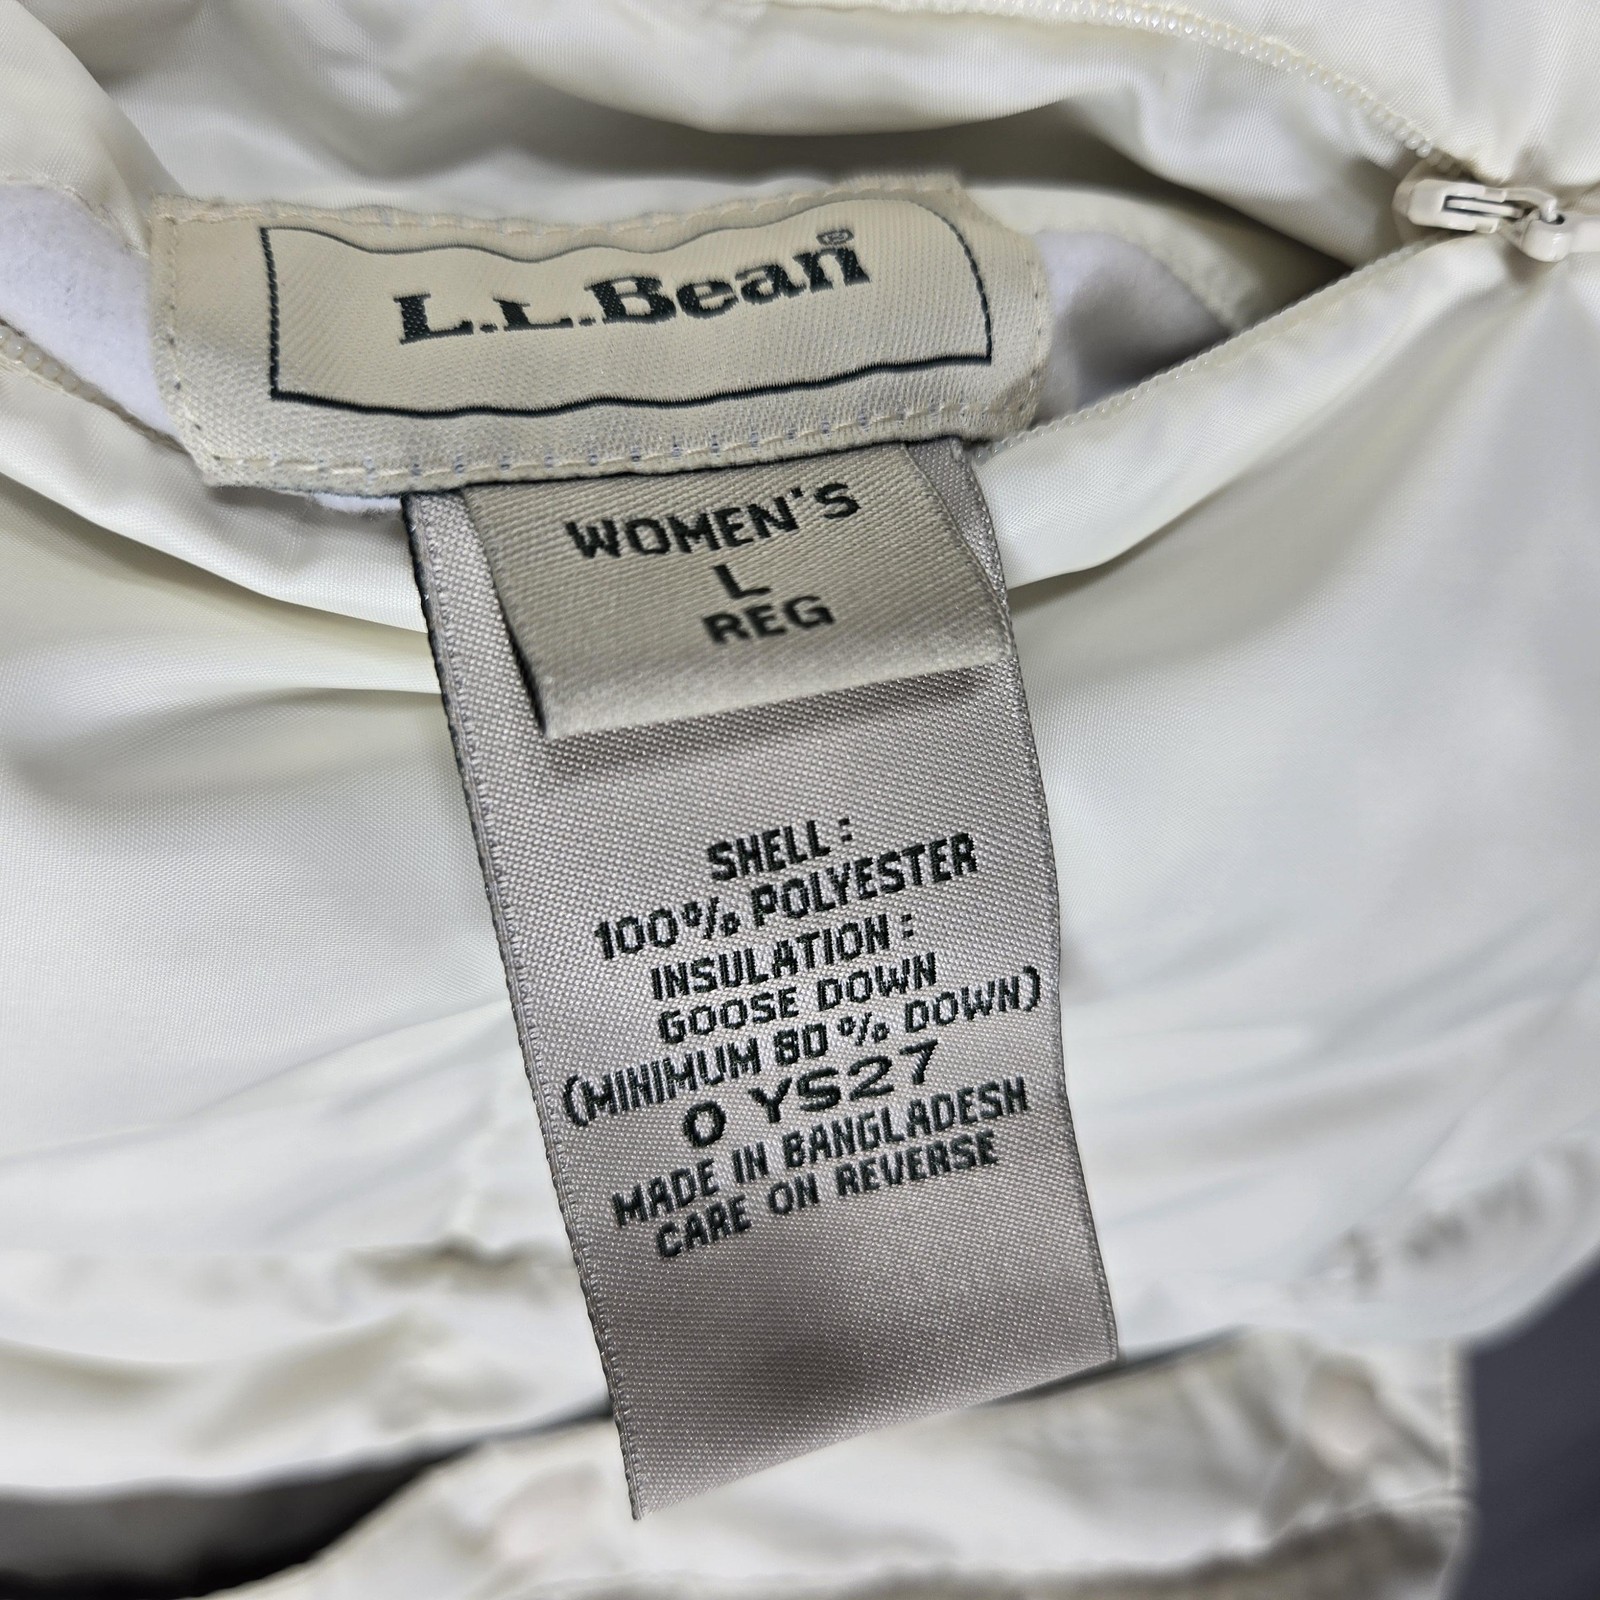 L.L.Bean®
WOMEN'S
L
REG
SHELL:
100% POLYESTER
INSULATION:
GOOSE DOWN
(MINIMUM 80% DOWN)
0 YS27
MADE IN BANGLADESH
CARE ON REVERSE